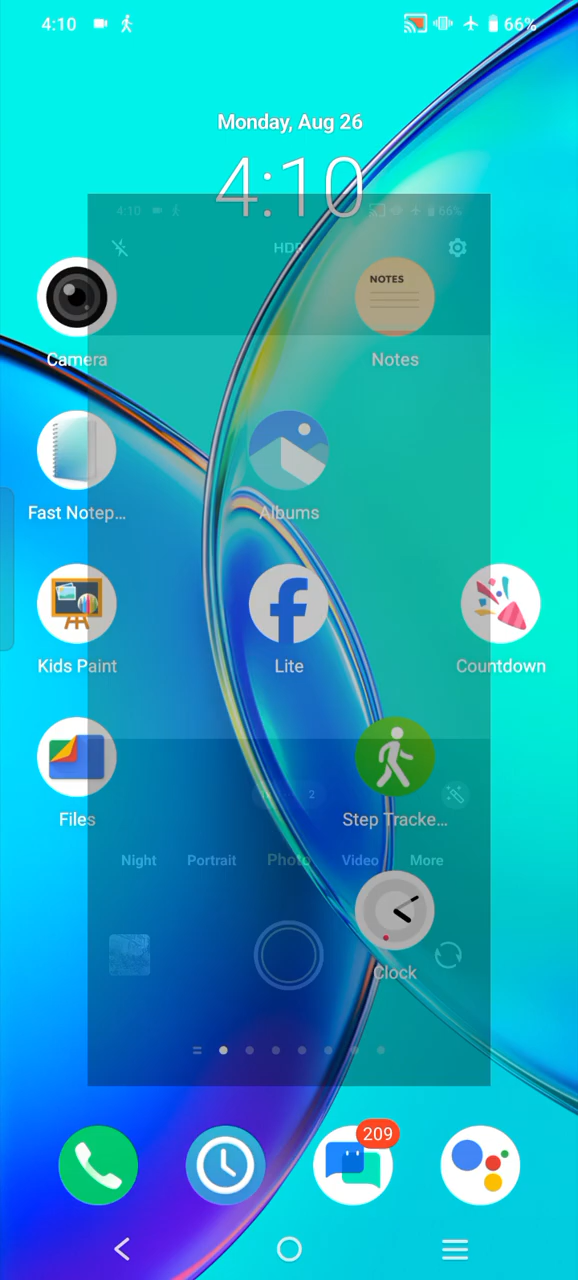 4:10
66%
Monday, Aug 26
4:10
4:10
66%
HDR
Camera
NOTES
Notes
Fast Notep...
Albums
Kids Paint
Lite
Countdown
Files
Step Tracke...
2
Night Portrait Photo Video More
Clock
209